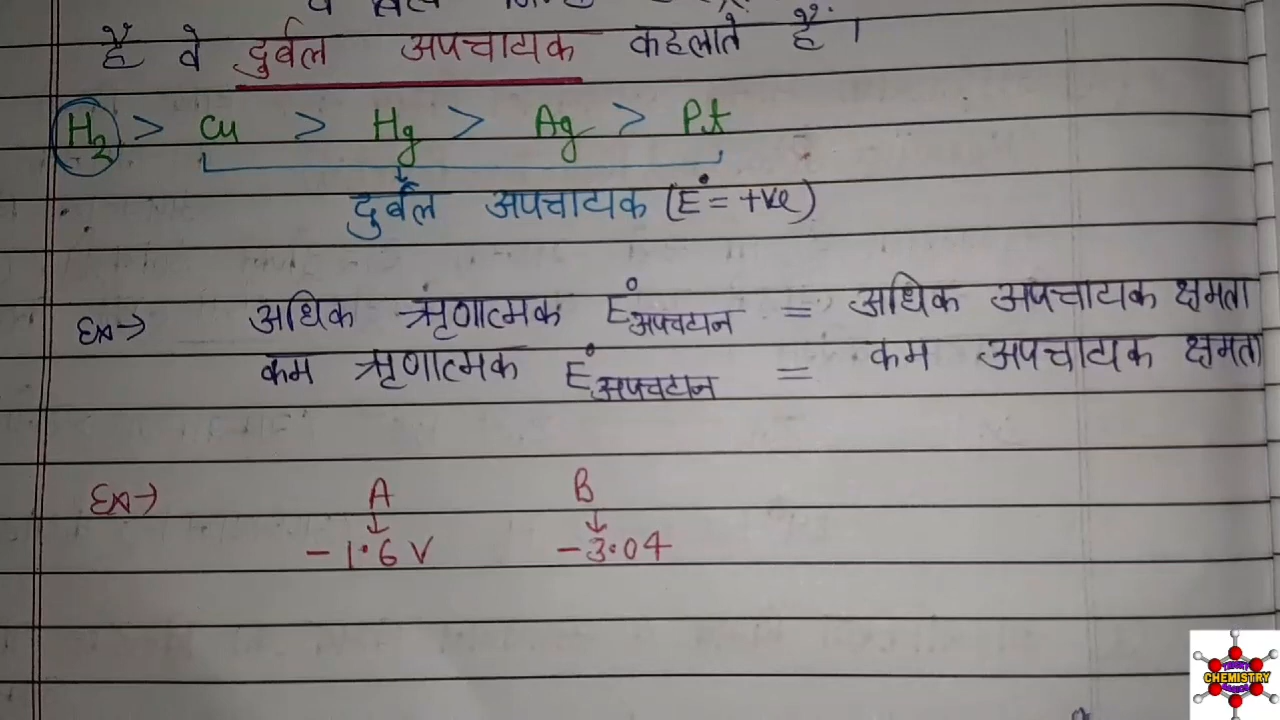 हैं वे दुर्बल अपचायक कहलाते हैं।
H2 > Cu > Hg > Ag > Pt
दुर्बल अपचायक (E° = +ve)
Ex→ अधिक ऋंणात्मक E°अपचयन = अधिक अपचायक क्षमता
कम ऋणात्मक E°अपचयन = कम अपचायक क्षमता
Ex→ A B
↓ ↓
-1.6 V -3.04
CHEMISTRY